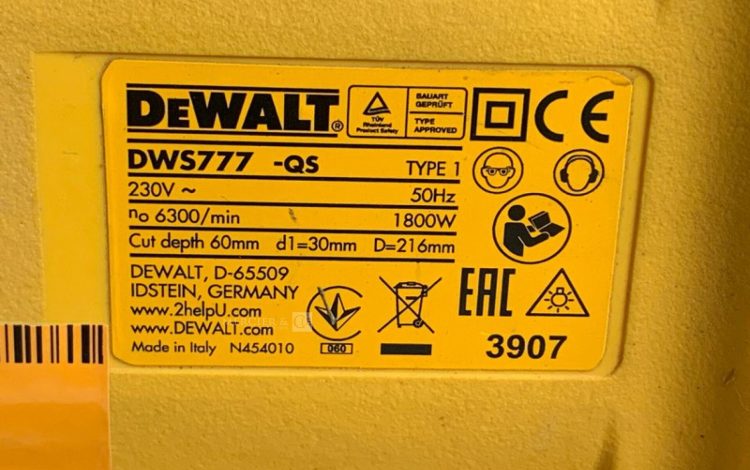 DEWALT®
TÜV
Rheinland
Product Safety
BAUART
GEPRÜFT
TYPE
APPROVED
CE
DWS777 -QS TYPE 1
230V ~ 50Hz
no 6300/min 1800W
Cut depth 60mm d1=30mm D=216mm
DEWALT, D-65509
IDSTEIN, GERMANY
www.2helpU.com
www.DEWALT.com
Made in Italy N454010
060
EAC
3907